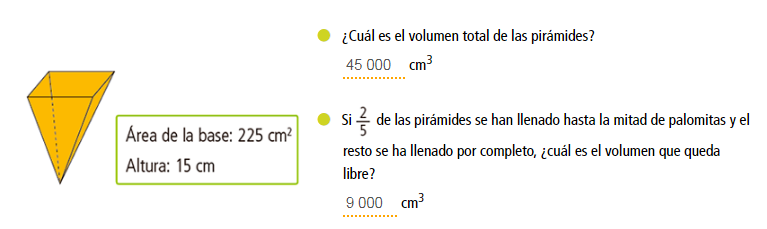 ¿Cuál es el volumen total de las pirámides?
45 000 cm³
Área de la base: 225 cm²
Altura: 15 cm
Si 2/5 de las pirámides se han llenado hasta la mitad de palomitas y el
resto se ha llenado por completo, ¿cuál es el volumen que queda
libre?
9 000 cm³